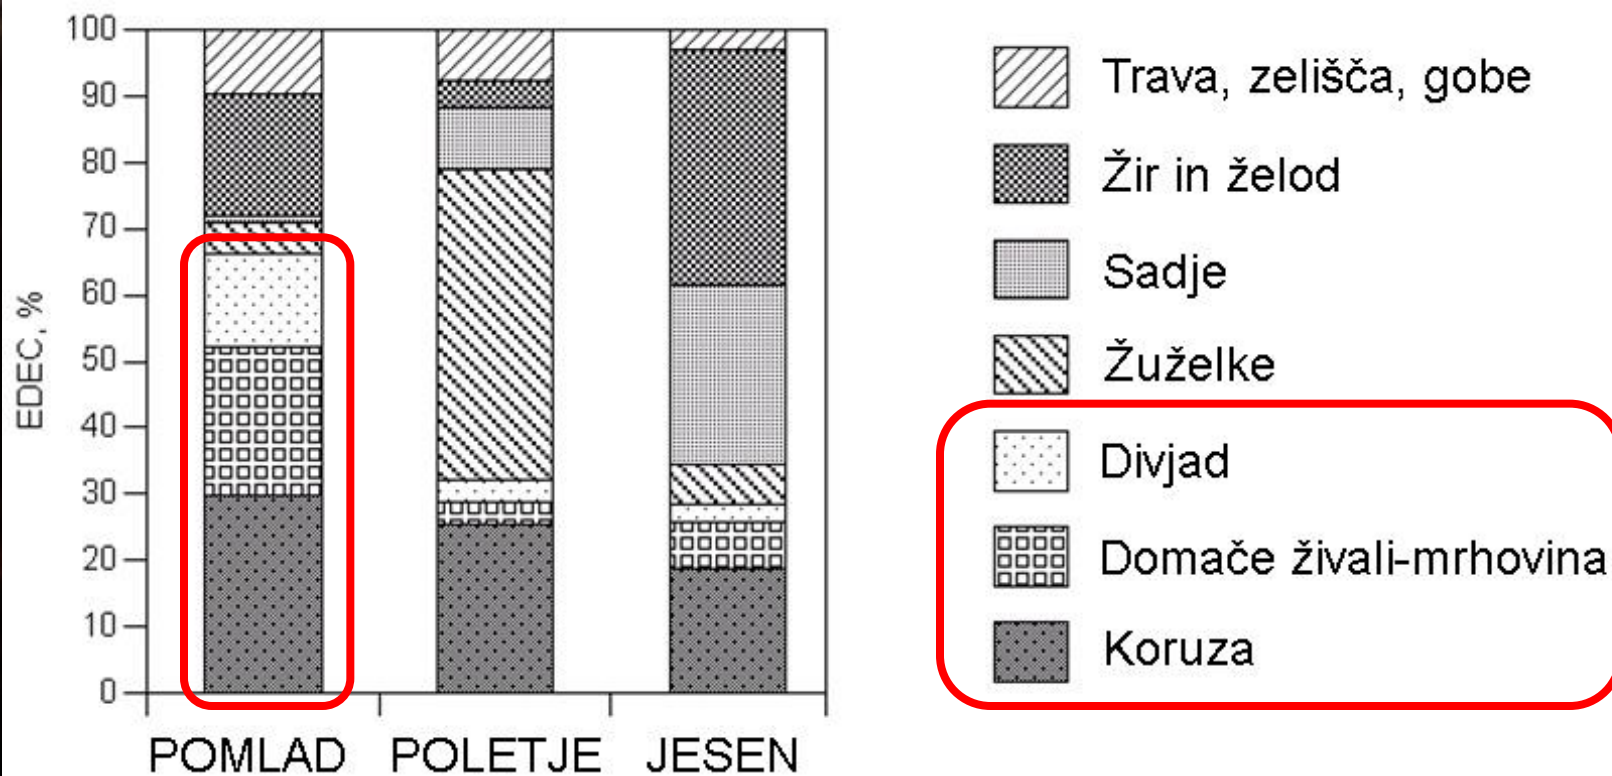 100
90
80
70
60
50
40
30
20
10
0
EDEC, %
POMLAD POLETJE JESEN
Trava, zelišča, gobe
Žir in želod
Sadje
Žuželke
Divjad
Domače živali-mrhovina
Koruza